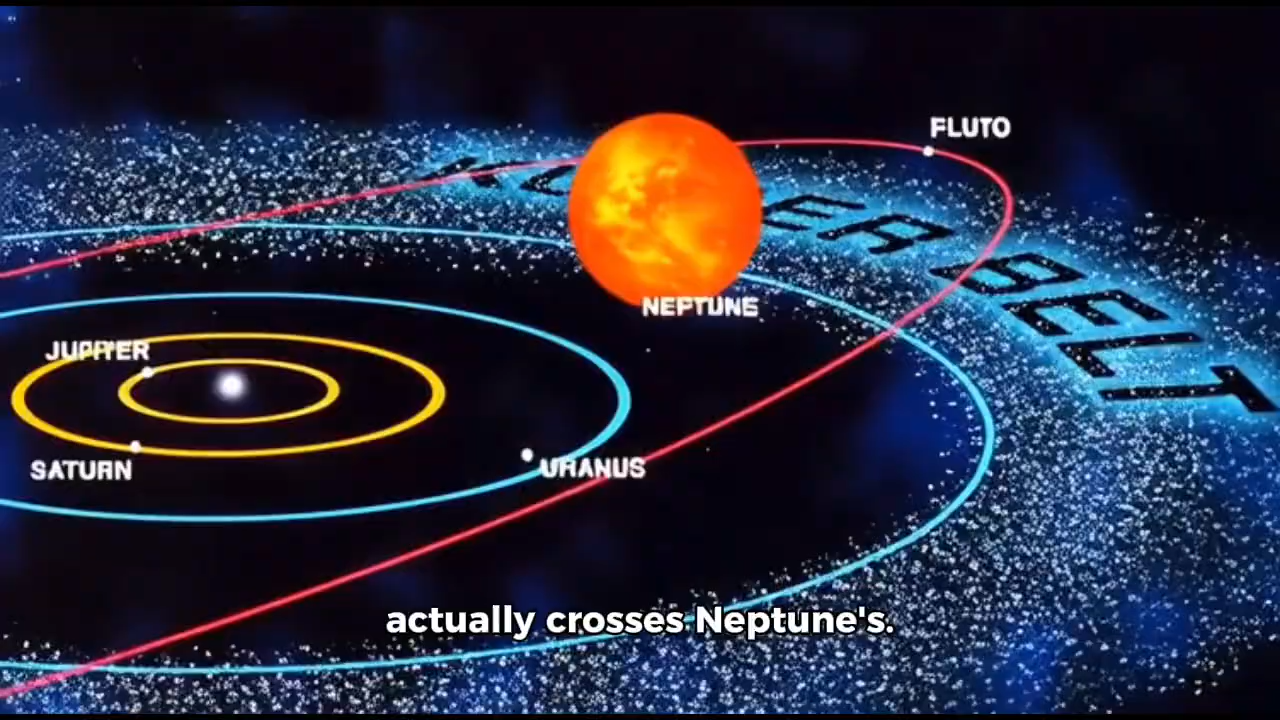 FLUTO
BELT
NEPTUNE
JUPITER
SATURN
URANUS
actually crosses Neptune's.